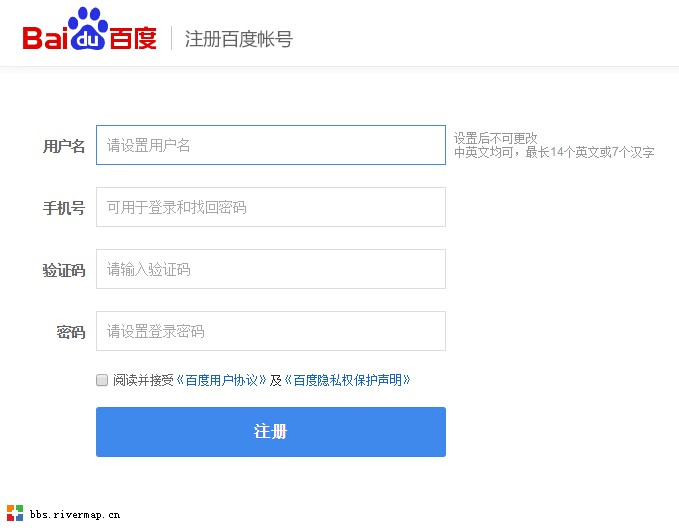 Baidu百度 注册百度帐号
用户名 请设置用户名 设置后不可更改
中英文均可，最长14个英文或7个汉字
手机号 可用于登录和找回密码
验证码 请输入验证码
密码 请设置登录密码
阅读并接受《百度用户协议》及《百度隐私权保护声明》
注册
bbs.rivermap.cn